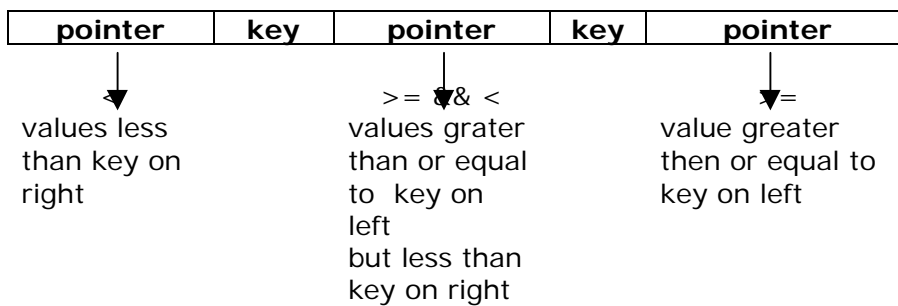 pointer key pointer key pointer
< >= && < >=
values less values grater value greater
than key on than or equal then or equal to
right to key on key on left
left
but less than
key on right